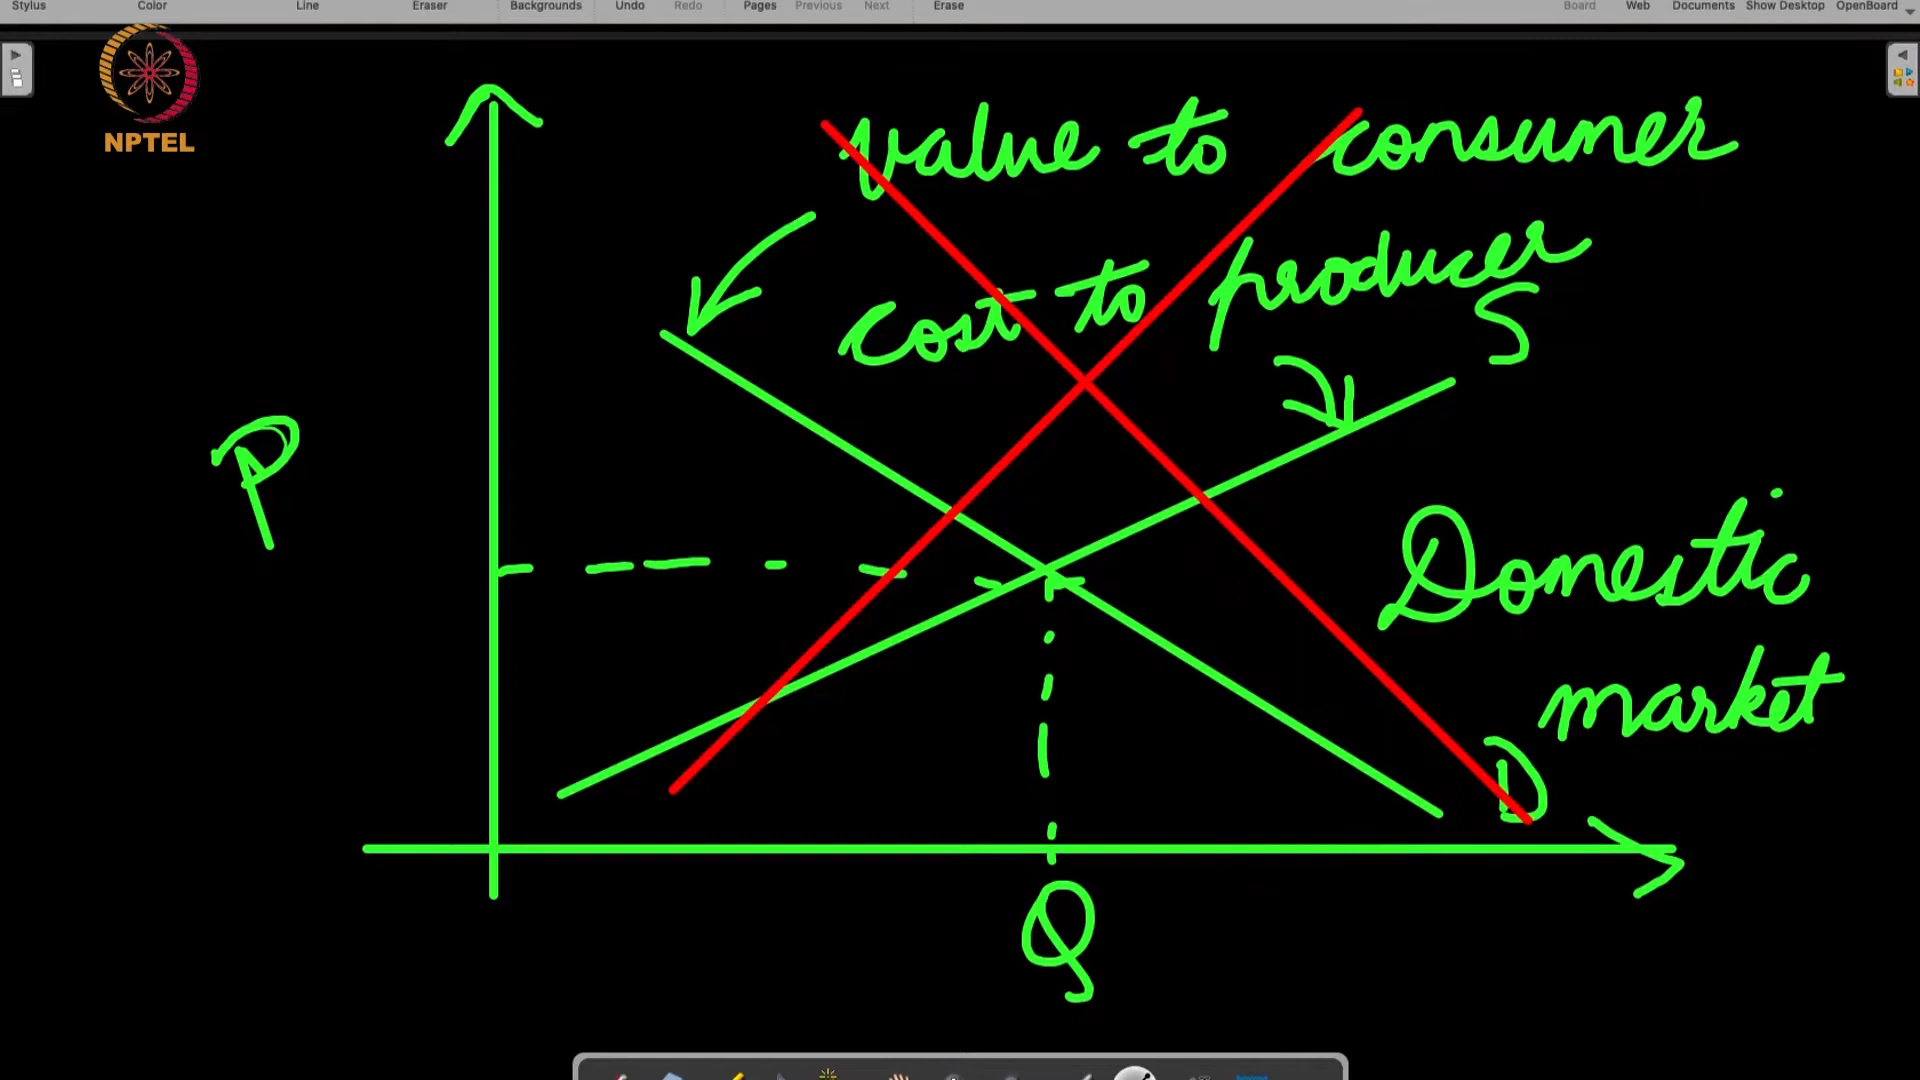 Stylus Color Line Eraser Backgrounds Undo Redo Pages Previous Next Erase Board Web Documents Show Desktop OpenBoard
NPTEL
value to consumer
cost to producer
S
P
Domestic
market
D
Q